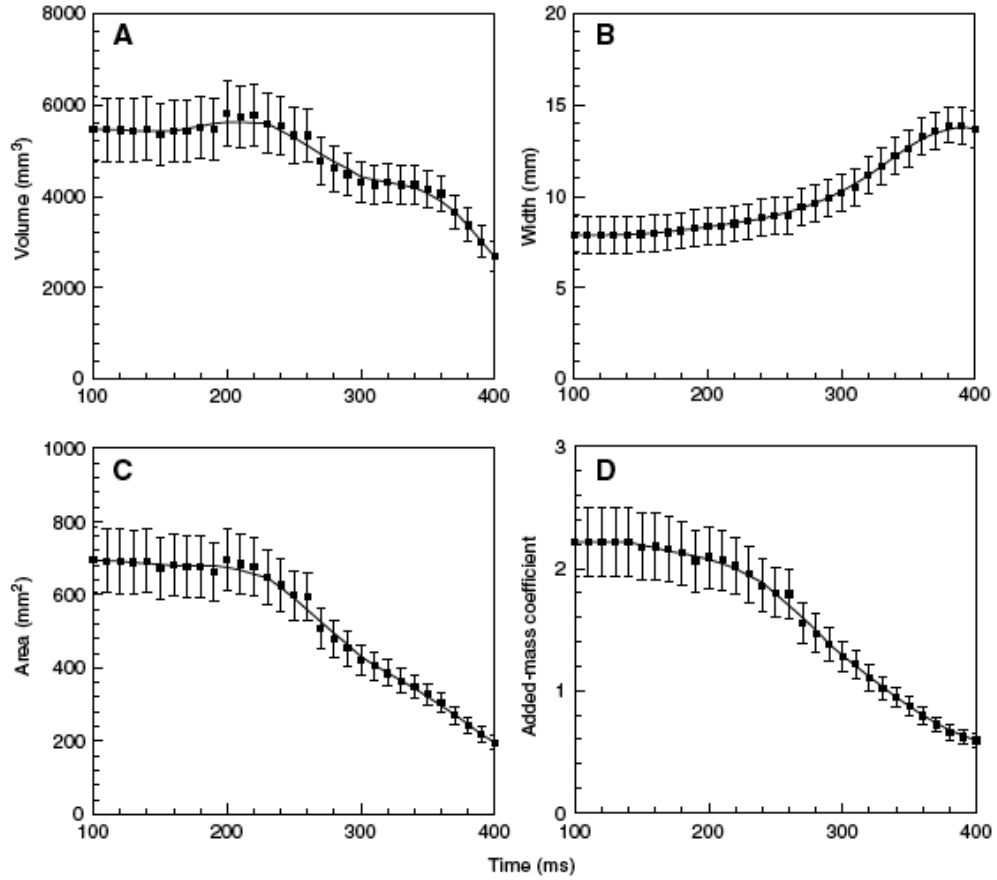 A
Volume (mm³)
8000
6000
4000
2000
0
100 200 300 400
B
Width (mm)
20
15
10
5
0
100 200 300 400
C
Area (mm²)
1000
800
600
400
200
0
100 200 300 400
D
Added-mass coefficient
3
2
1
0
100 200 300 400
Time (ms)